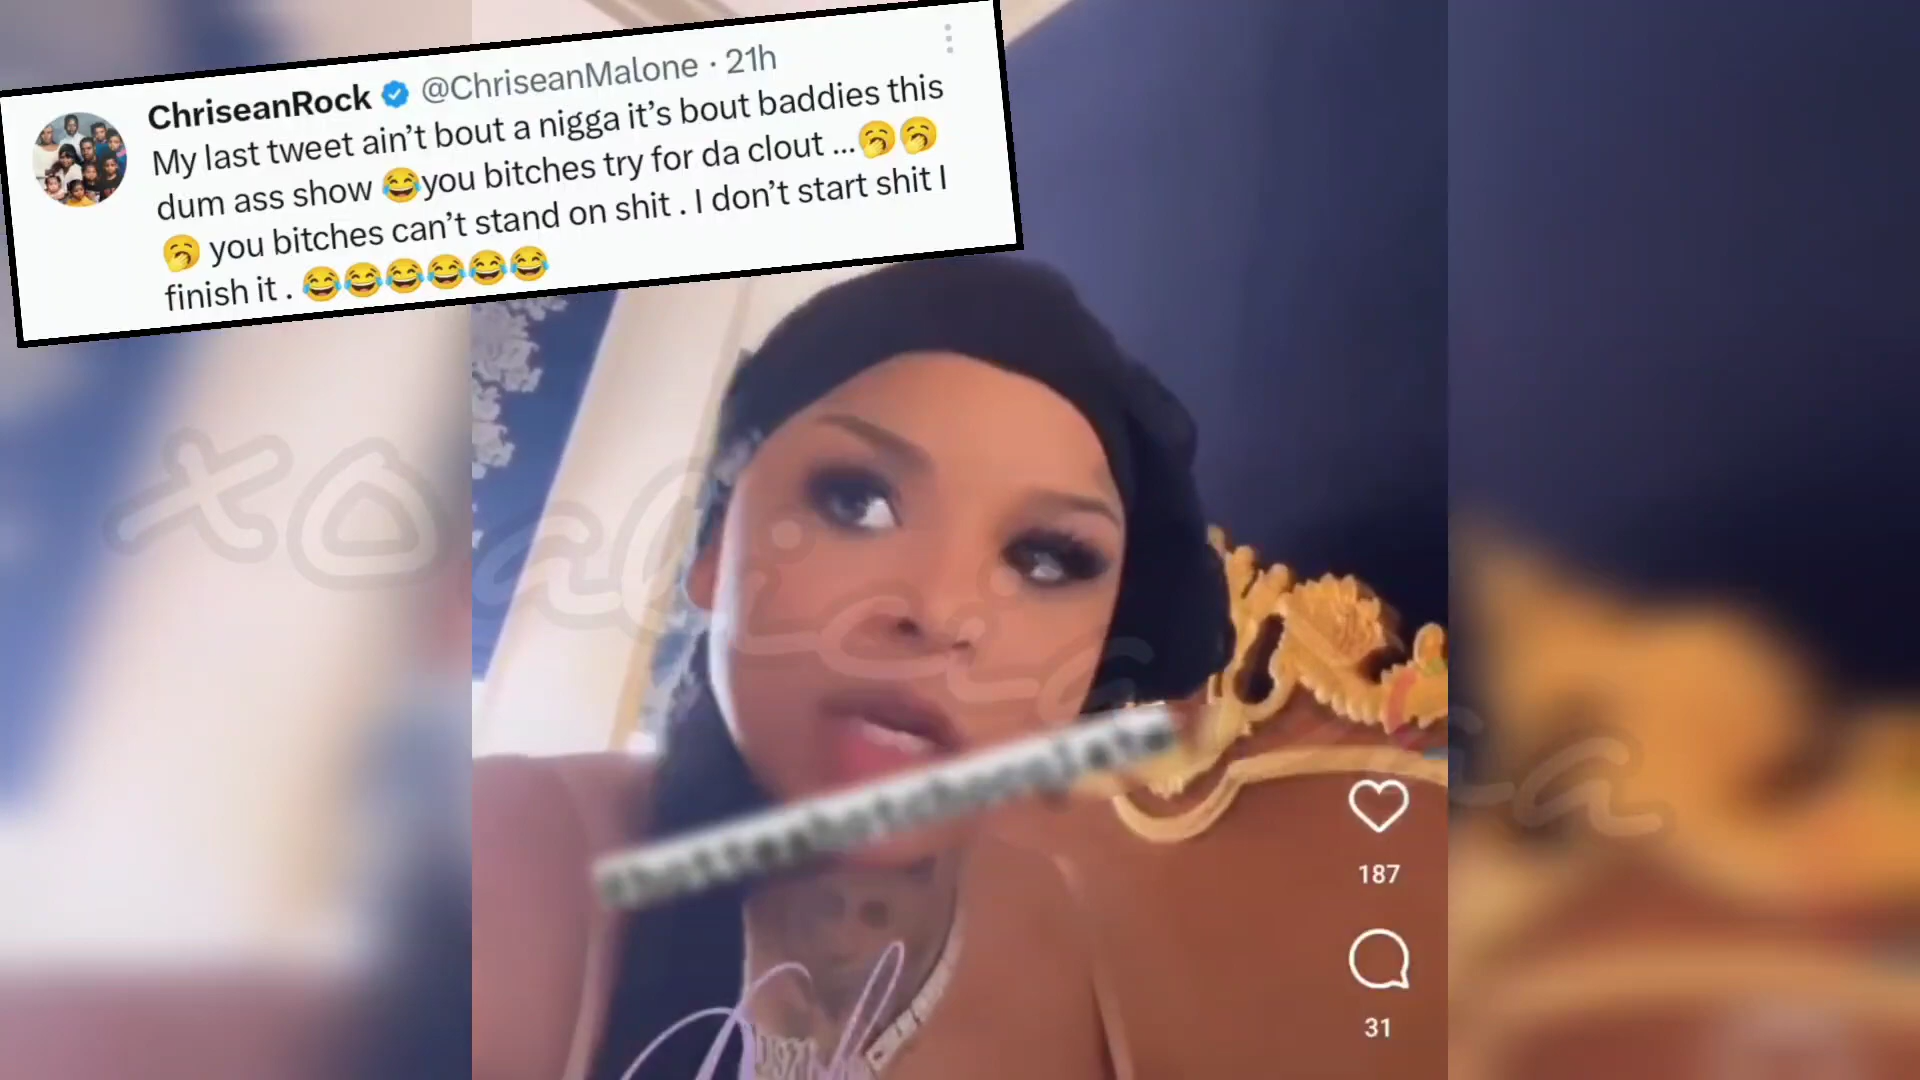 ChriseanRock @ChriseanMalone · 21h
My last tweet ain’t bout a nigga it’s bout baddies this
dum ass show 😂you bitches try for da clout ...🥱🥱
🥱 you bitches can’t stand on shit . I don’t start shit I
finish it . 😂😂😂😂😂😂
xoalicia
187
31